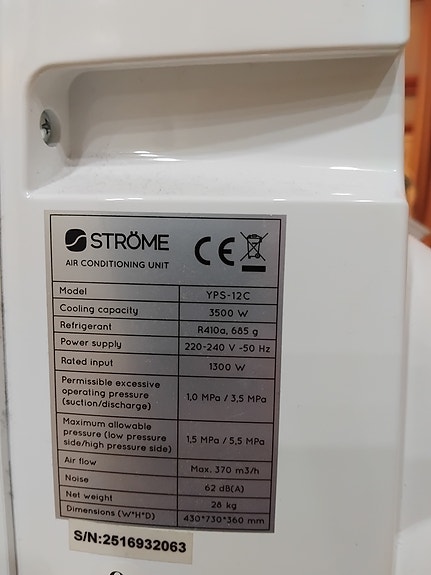 STRÖME CE
AIR CONDITIONING UNIT
Model YPS-12C
Cooling capacity 3500 W
Refrigerant R410a, 685 g
Power supply 220-240 V -50 Hz
Rated input 1300 W
Permissible excessive
operating pressure 1,0 MPa / 3,5 MPa
(suction/discharge)
Maximum allowable
pressure (low pressure 1,5 MPa / 5,5 MPa
side/high pressure side)
Air flow Max. 370 m3/h
Noise 62 dB(A)
Net weight 28 kg
Dimensions (W*H*D) 430*730*360 mm
S/N:2516932063